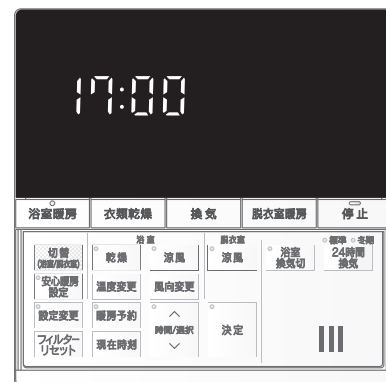 17:00
浴室暖房 衣類乾燥 換気 脱衣室暖房 停止
浴室 脱衣室 標準 冬期
切替
(浴室/脱衣室)
乾燥 涼風 涼風
浴室
換気切
24時間
換気
安心暖房
設定
温度変更 風向変更
設定変更 暖房予約
時間/選択
決定
フィルター
リセット
現在時刻